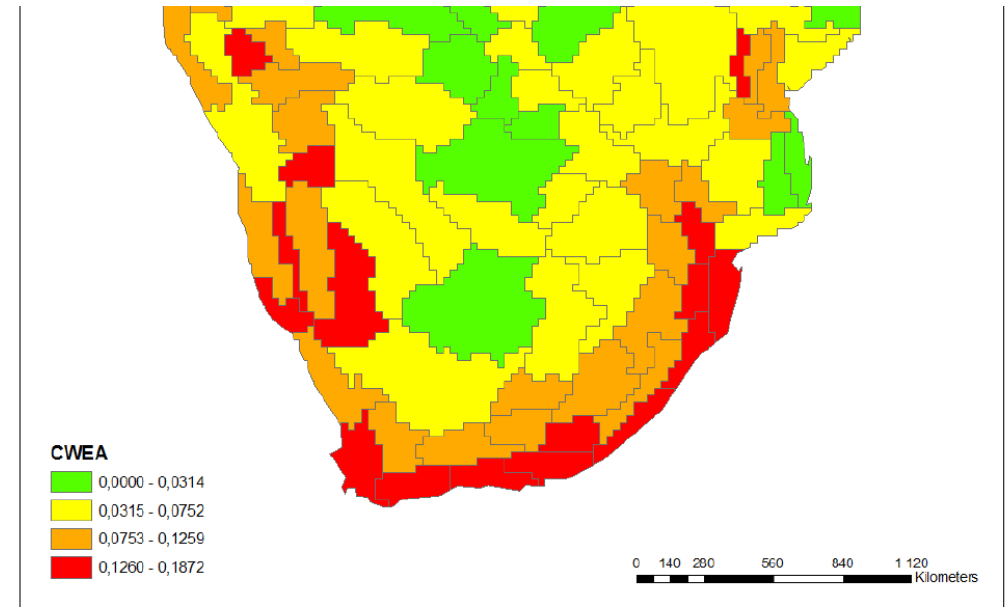 CWEA
0,0000 - 0,0314
0,0315 - 0,0752
0,0753 - 0,1259
0,1260 - 0,1872
0 140 280 560 840 1 120
Kilometers